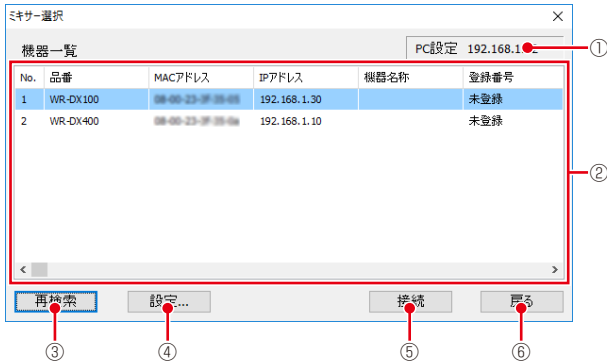 ミキサー選択
機器一覧 PC設定 192.168.1. ①
No. 品番 MACアドレス IPアドレス 機器名称 登録番号
1 WR-DX100 192.168.1.30 未登録
2 WR-DX400 192.168.1.10 未登録
②
再検索 設定... 接続 戻る
③ ④ ⑤ ⑥